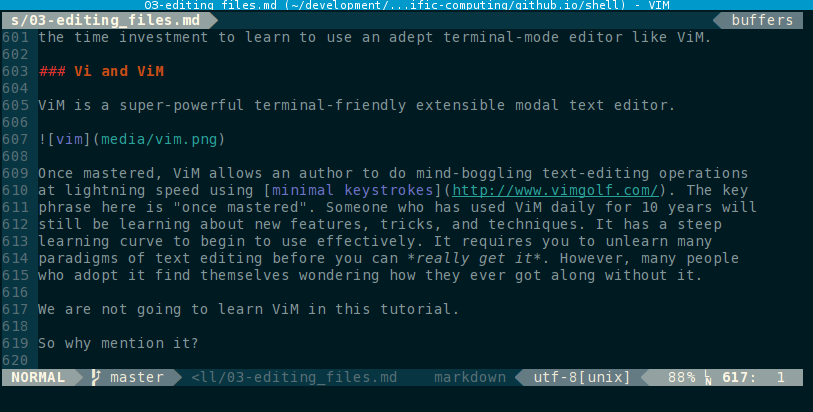 03-editing_files.md (~/development/...ific-computing/github.io/shell) - VIM
s/03-editing_files.md buffers
601 the time investment to learn to use an adept terminal-mode editor like ViM.
602
603 ### Vi and ViM
604
605 ViM is a super-powerful terminal-friendly extensible modal text editor.
606
607 ![vim](media/vim.png)
608
609 Once mastered, ViM allows an author to do mind-boggling text-editing operations
610 at lightning speed using [minimal keystrokes](http://www.vimgolf.com/). The key
611 phrase here is "once mastered". Someone who has used ViM daily for 10 years will
612 still be learning about new features, tricks, and techniques. It has a steep
613 learning curve to begin to use effectively. It requires you to unlearn many
614 paradigms of text editing before you can *really get it*. However, many people
615 who adopt it find themselves wondering how they ever got along without it.
616
617 We are not going to learn ViM in this tutorial.
618
619 So why mention it?
620
NORMAL master <ll/03-editing_files.md markdown utf-8[unix] 88% LN 617: 1